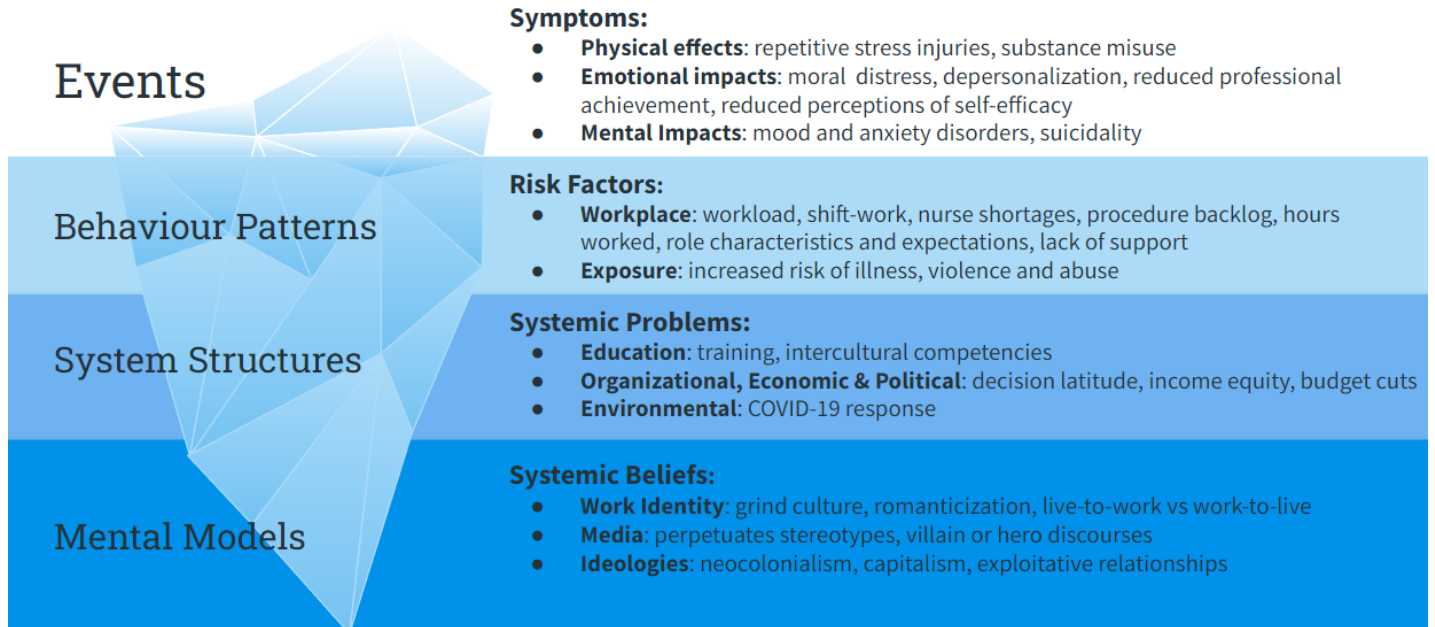 Events
Symptoms:
● Physical effects: repetitive stress injuries, substance misuse
● Emotional impacts: moral distress, depersonalization, reduced professional
achievement, reduced perceptions of self-efficacy
● Mental Impacts: mood and anxiety disorders, suicidality
Behaviour Patterns
Risk Factors:
● Workplace: workload, shift-work, nurse shortages, procedure backlog, hours
worked, role characteristics and expectations, lack of support
● Exposure: increased risk of illness, violence and abuse
System Structures
Systemic Problems:
● Education: training, intercultural competencies
● Organizational, Economic & Political: decision latitude, income equity, budget cuts
● Environmental: COVID-19 response
Mental Models
Systemic Beliefs:
● Work Identity: grind culture, romanticization, live-to-work vs work-to-live
● Media: perpetuates stereotypes, villain or hero discourses
● Ideologies: neocolonialism, capitalism, exploitative relationships